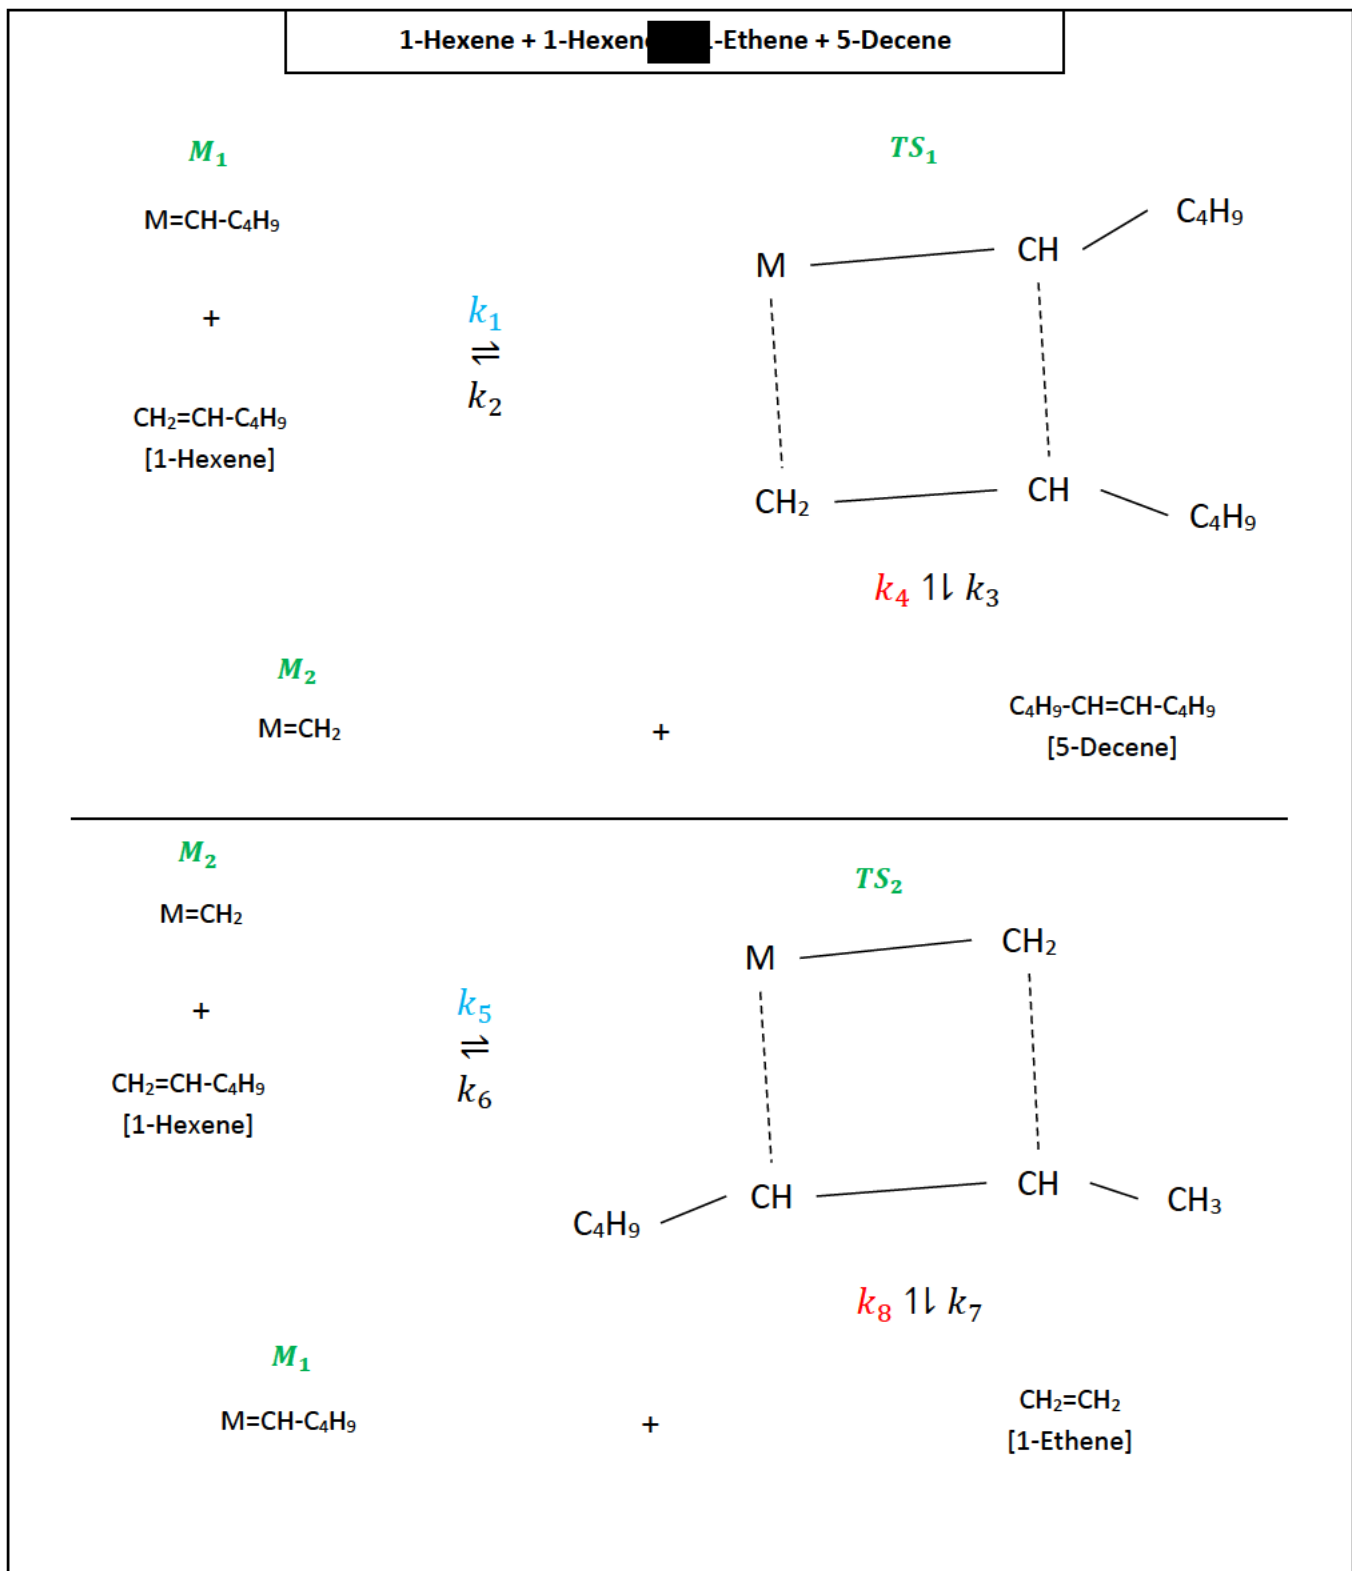 1-Hexene + 1-Hexene -Ethene + 5-Decene
M₁
TS₁
M=CH-C₄H₉
C₄H₉
M
CH
+
k₁
⇌
k₂
CH₂=CH-C₄H₉
[1-Hexene]
CH₂
CH
C₄H₉
k₄ ⥮ k₃
M₂
M=CH₂
+
C₄H₉-CH=CH-C₄H₉
[5-Decene]
M₂
TS₂
M=CH₂
M
CH₂
+
k₅
⇌
k₆
CH₂=CH-C₄H₉
[1-Hexene]
C₄H₉
CH
CH
CH₃
k₈ ⥮ k₇
M₁
M=CH-C₄H₉
+
CH₂=CH₂
[1-Ethene]